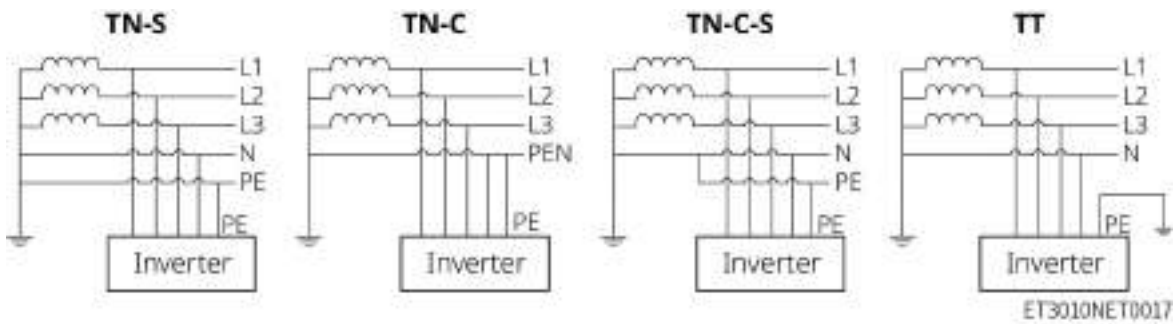 TN-S TN-C TN-C-S TT
L1 L1 L1 L1
L2 L2 L2 L2
L3 L3 L3 L3
N PEN N N
PE PE
PE PE PE PE
Inverter Inverter Inverter Inverter
ET3010NET0017